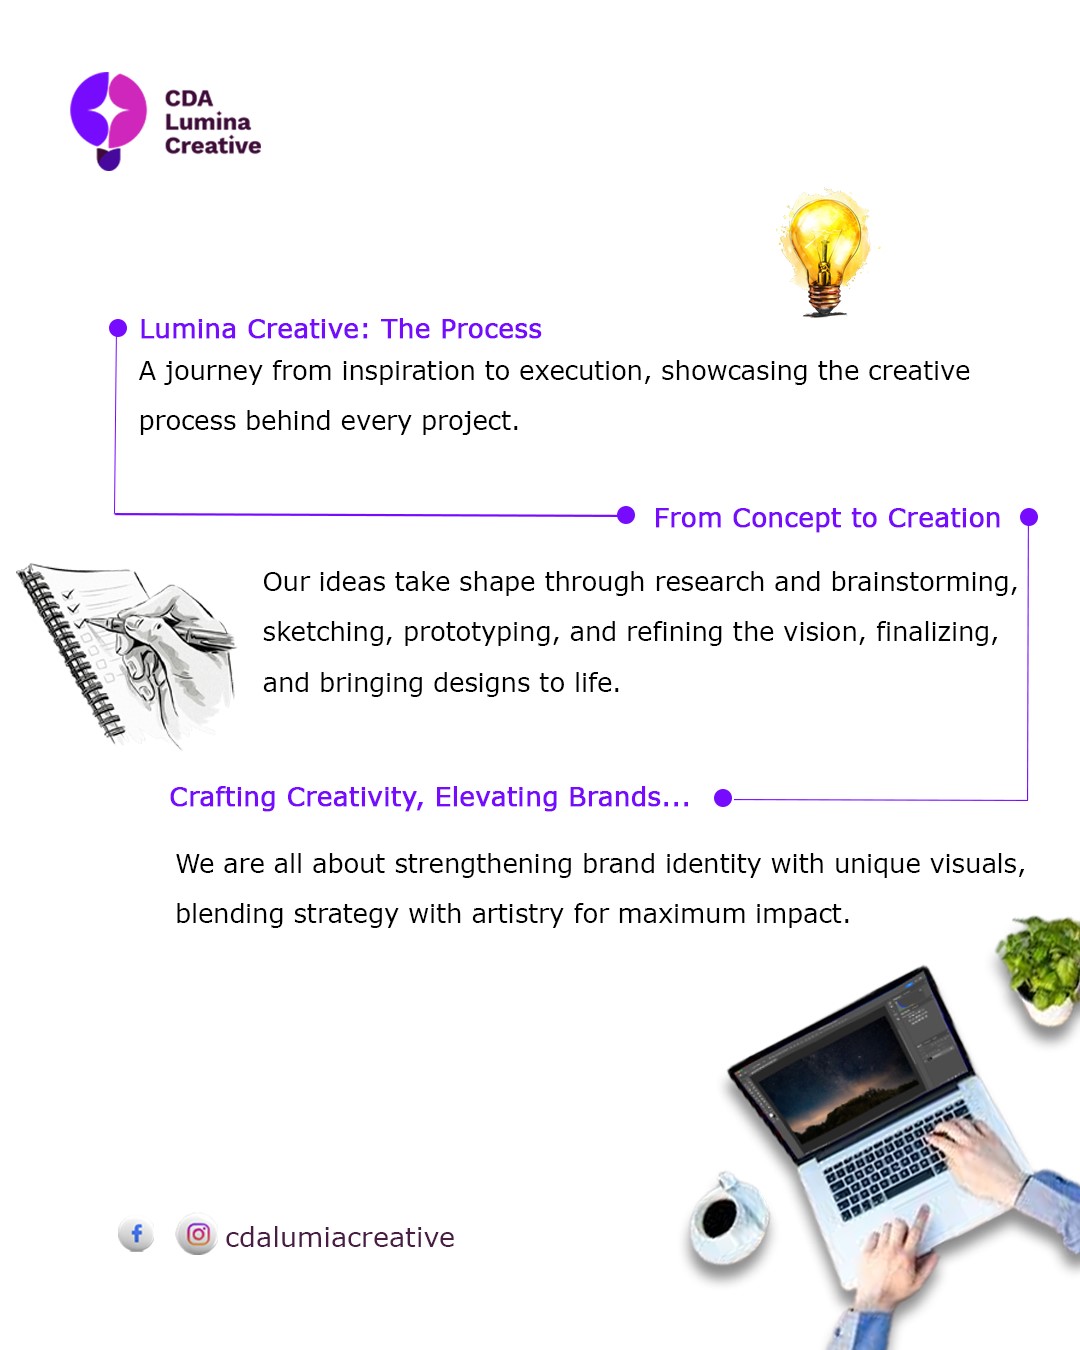 CDA
Lumina
Creative
Lumina Creative: The Process
A journey from inspiration to execution, showcasing the creative
process behind every project.
From Concept to Creation
Our ideas take shape through research and brainstorming,
sketching, prototyping, and refining the vision, finalizing,
and bringing designs to life.
Crafting Creativity, Elevating Brands...
We are all about strengthening brand identity with unique visuals,
blending strategy with artistry for maximum impact.
cdalumiacreative